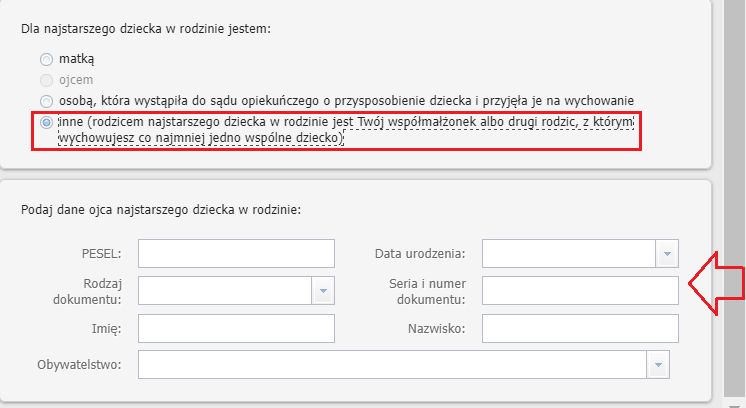 Dla najstarszego dziecka w rodzinie jestem:
matką
ojcem
osobą, która wystąpiła do sądu opiekuńczego o przysposobienie dziecka i przyjęła je na wychowanie
inne (rodzicem najstarszego dziecka w rodzinie jest Twój współmałżonek albo drugi rodzic, z którym
wychowujesz co najmniej jedno wspólne dziecko)
Podaj dane ojca najstarszego dziecka w rodzinie:
PESEL:
Data urodzenia:
Rodzaj
dokumentu:
Seria i numer
dokumentu:
Imię:
Nazwisko:
Obywatelstwo: